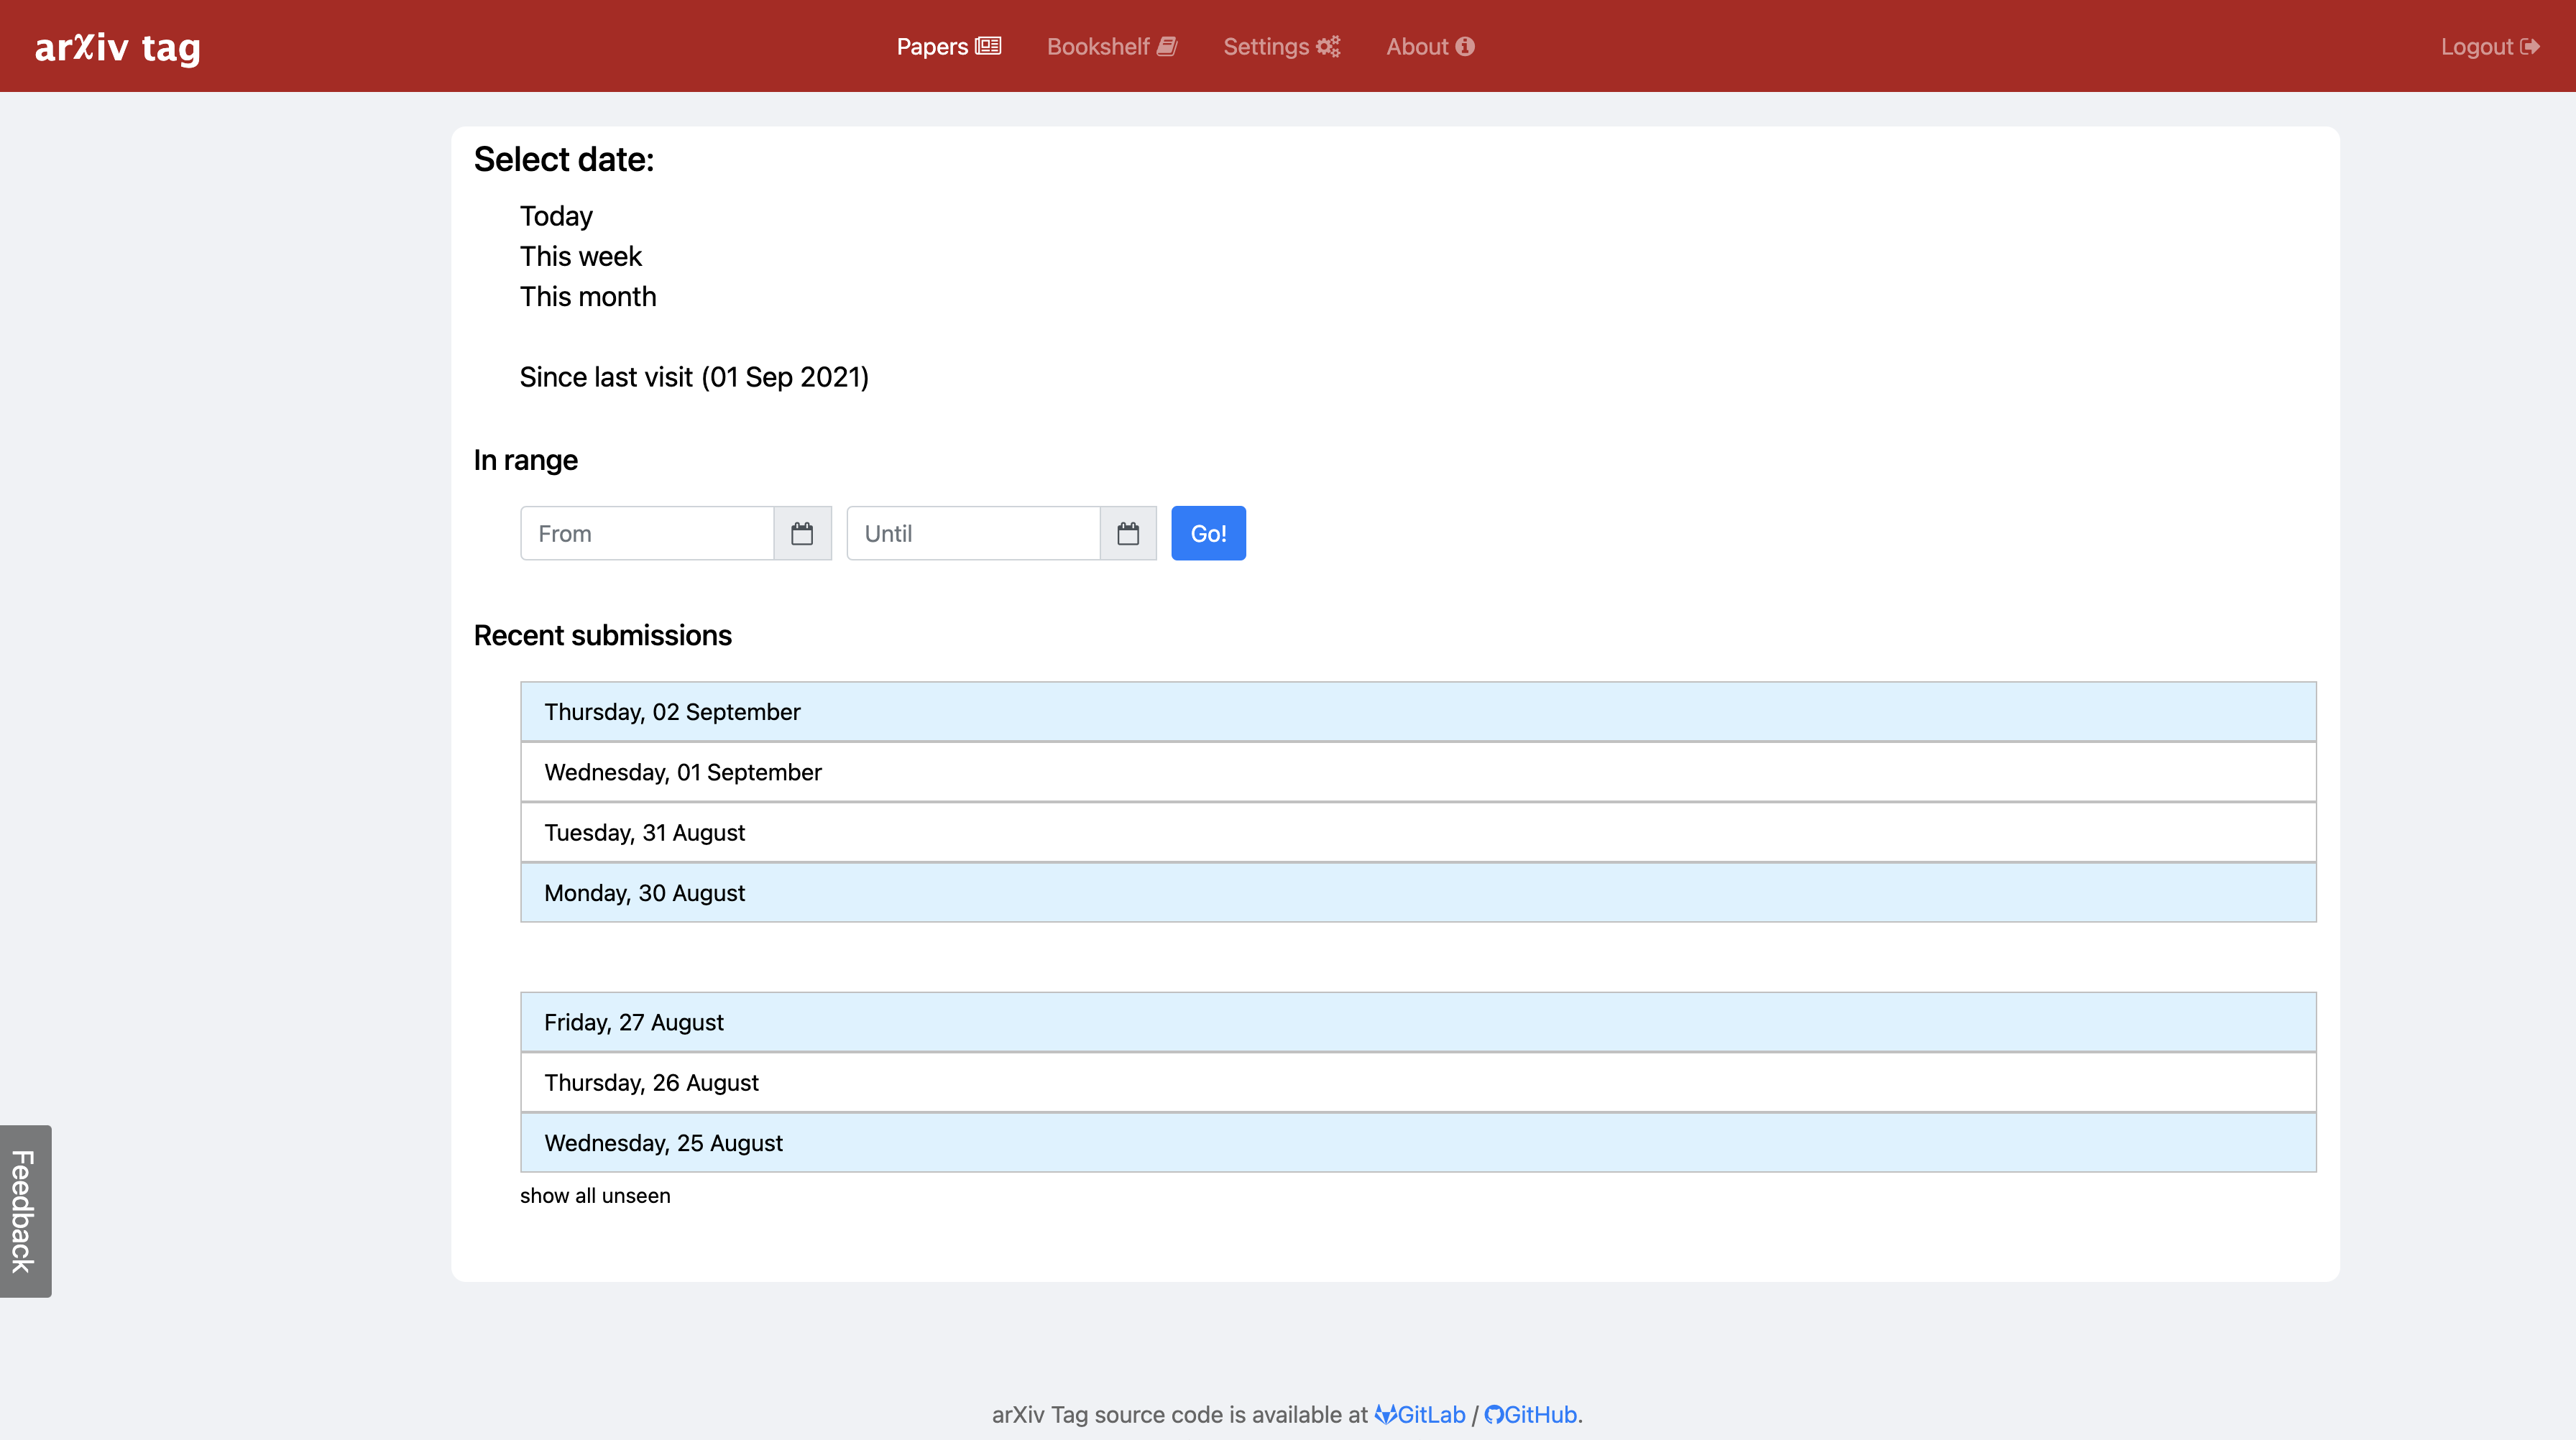 arXiv tag
Papers Bookshelf Settings About Logout
Select date:
Today
This week
This month
Since last visit (01 Sep 2021)
In range
From Until Go!
Recent submissions
Thursday, 02 September
Wednesday, 01 September
Tuesday, 31 August
Monday, 30 August
Friday, 27 August
Thursday, 26 August
Wednesday, 25 August
show all unseen
Feedback
arXiv Tag source code is available at GitLab / GitHub.